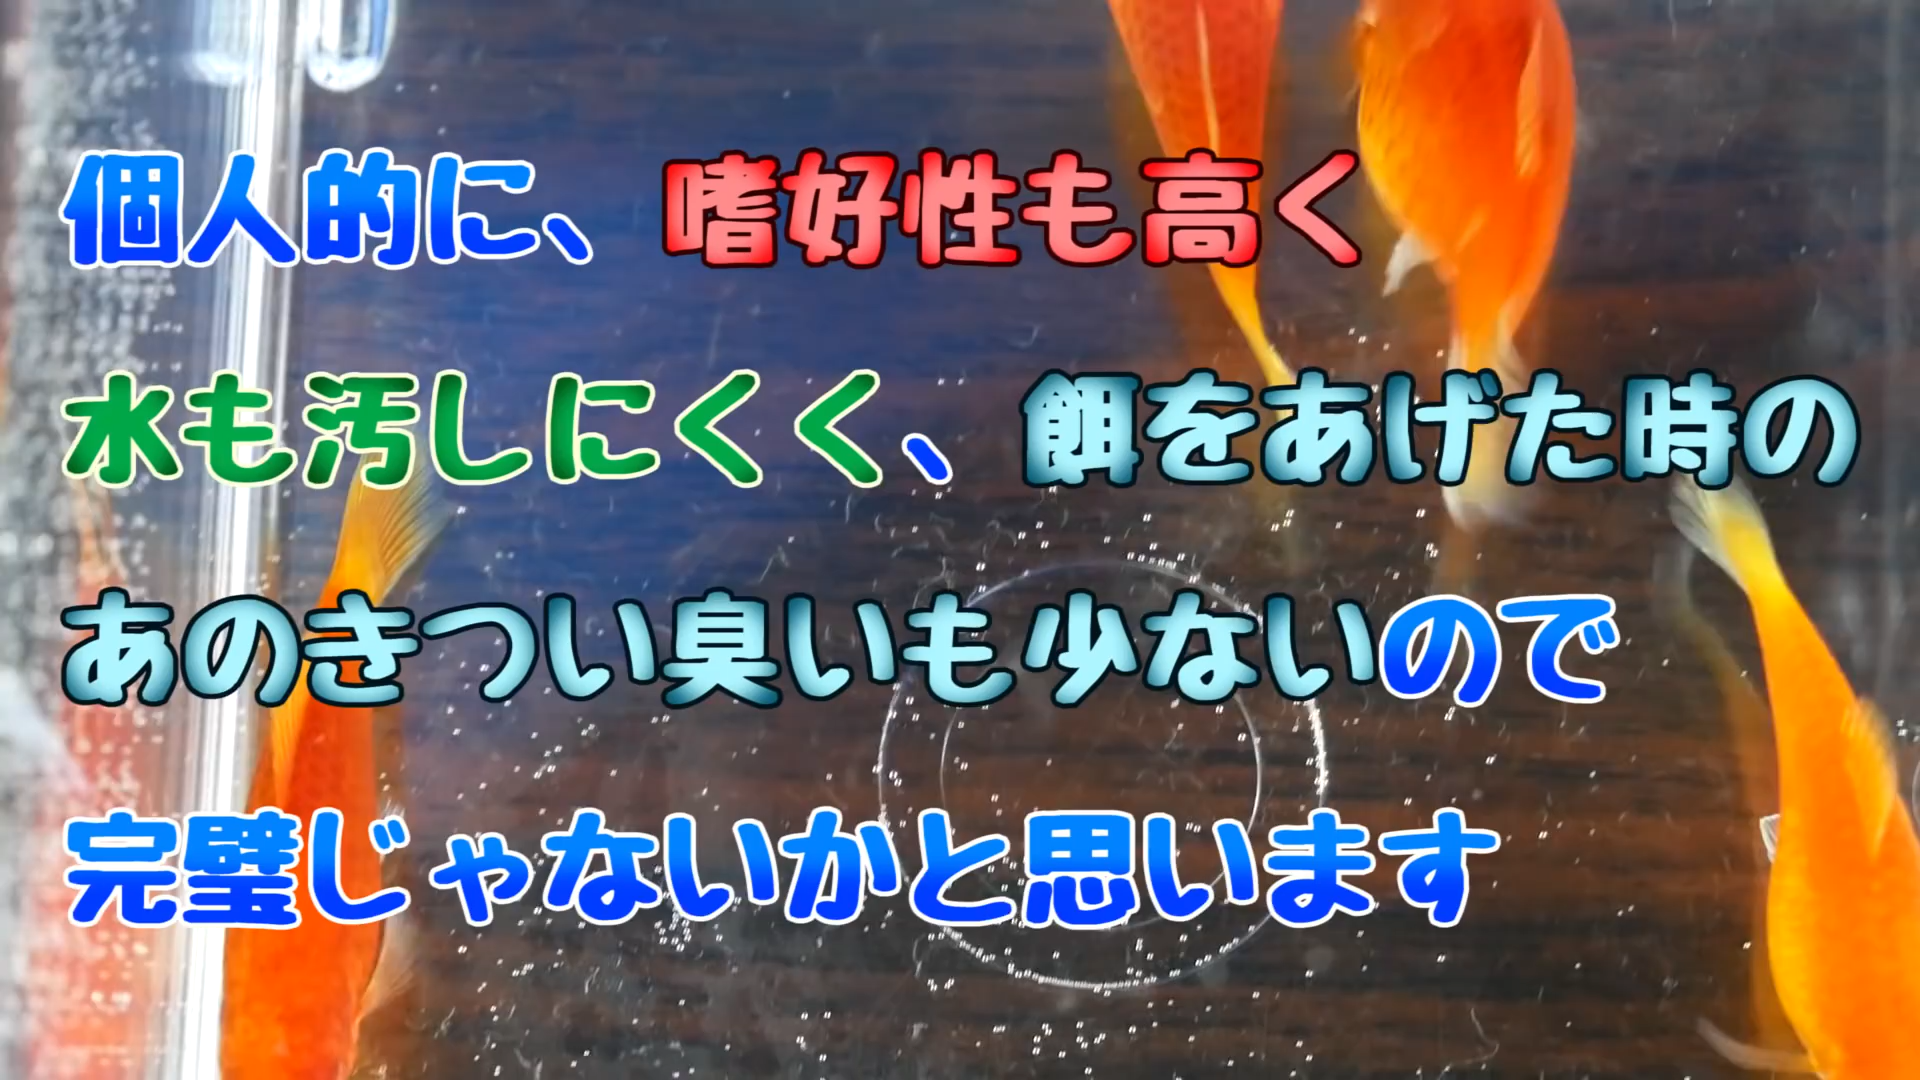 個人的に、嗜好性も高く
水も汚しにくく、餌をあげた時の
あのきつい臭いも少ないので
完璧じゃないかと思います